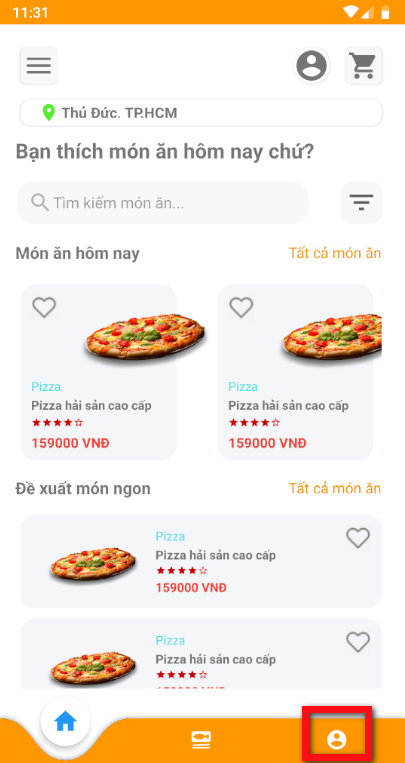 11:31
Thủ Đức. TP.HCM
Bạn thích món ăn hôm nay chứ?
Tìm kiếm món ăn...
Món ăn hôm nay
Tất cả món ăn
Pizza
Pizza hải sản cao cấp
159000 VNĐ
Pizza
Pizza hải sản cao cấp
159000 VNĐ
Đề xuất món ngon
Tất cả món ăn
Pizza
Pizza hải sản cao cấp
159000 VNĐ
Pizza
Pizza hải sản cao cấp
159000 VNĐ